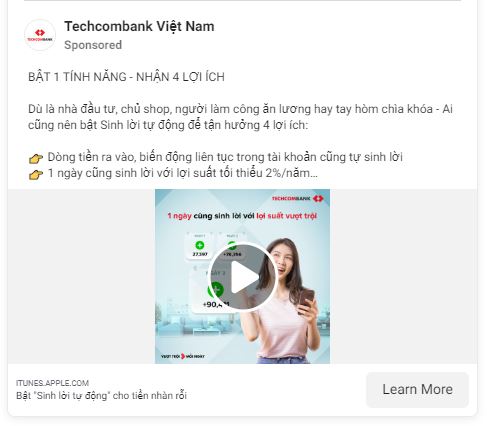 Techcombank Việt Nam
Sponsored
BẬT 1 TÍNH NĂNG - NHẬN 4 LỢI ÍCH
Dù là nhà đầu tư, chủ shop, người làm công ăn lương hay tay hòm chìa khóa - Ai
cũng nên bật Sinh lời tự động để tận hưởng 4 lợi ích:
👉 Dòng tiền ra vào, biến động liên tục trong tài khoản cũng tự sinh lời
👉 1 ngày cũng sinh lời với lợi suất tối thiểu 2%/năm...
TECHCOMBANK
1 ngày cũng sinh lời với lợi suất vượt trội
NGÀY 1
27,397
+
NGÀY 3
VƯỢT TRỘI MỖI NGÀY
ITUNES.APPLE.COM
Bật "Sinh lời tự động" cho tiền nhàn rỗi
Learn More